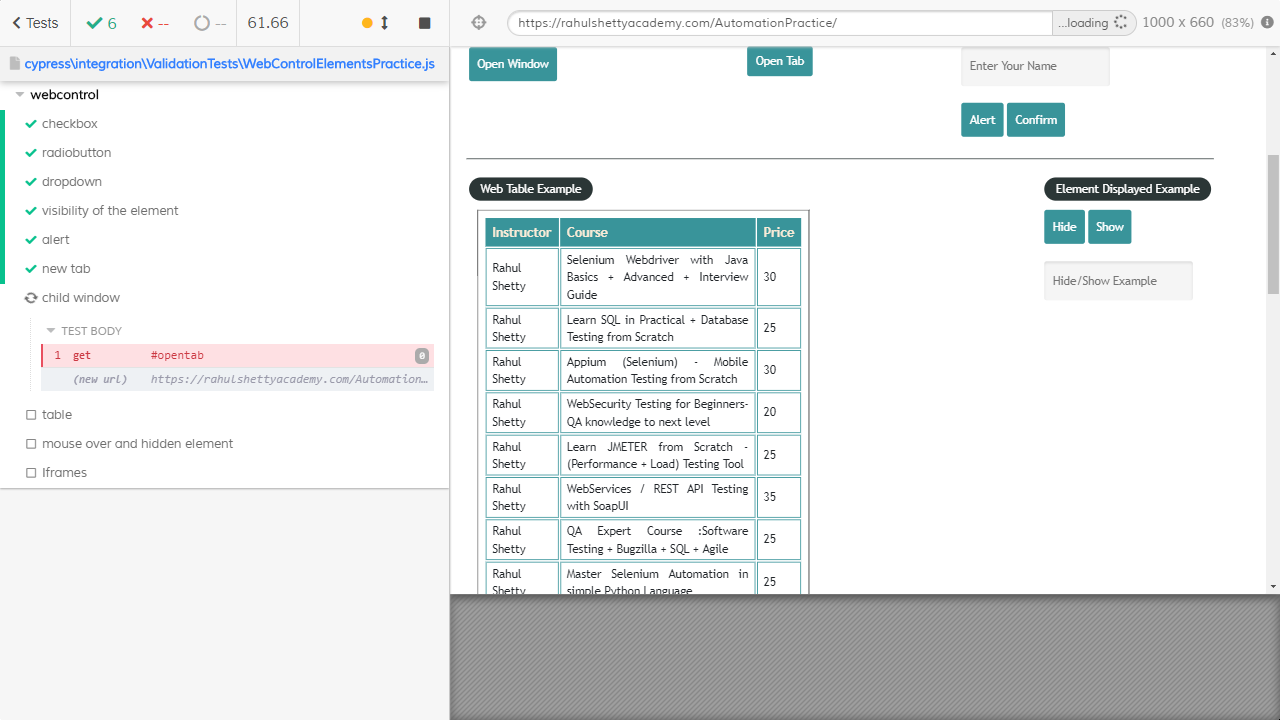 Tests
6
--
--
61.66
https://rahulshettyacademy.com/AutomationPractice/
...loading
1000 x 660 (83%)
cypress\integration\ValidationTests\WebControlElementsPractice.js
webcontrol
checkbox
radiobutton
dropdown
visibility of the element
alert
new tab
child window
TEST BODY
1 get #opentab 0
(new url) https://rahulshettyacademy.com/Automation…
table
mouse over and hidden element
Iframes
Open Window
Open Tab
Enter Your Name
Alert Confirm
Web Table Example
Element Displayed Example
Hide Show
Hide/Show Example
Instructor Course Price
Rahul
Shetty
Selenium Webdriver with Java
Basics + Advanced + Interview
Guide
30
Rahul
Shetty
Learn SQL in Practical + Database
Testing from Scratch
25
Rahul
Shetty
Appium (Selenium) - Mobile
Automation Testing from Scratch
30
Rahul
Shetty
WebSecurity Testing for Beginners-
QA knowledge to next level
20
Rahul
Shetty
Learn JMETER from Scratch -
(Performance + Load) Testing Tool
25
Rahul
Shetty
WebServices / REST API Testing
with SoapUI
35
Rahul
Shetty
QA Expert Course :Software
Testing + Bugzilla + SQL + Agile
25
Rahul
Shetty
Master Selenium Automation in
simple Python Language
25